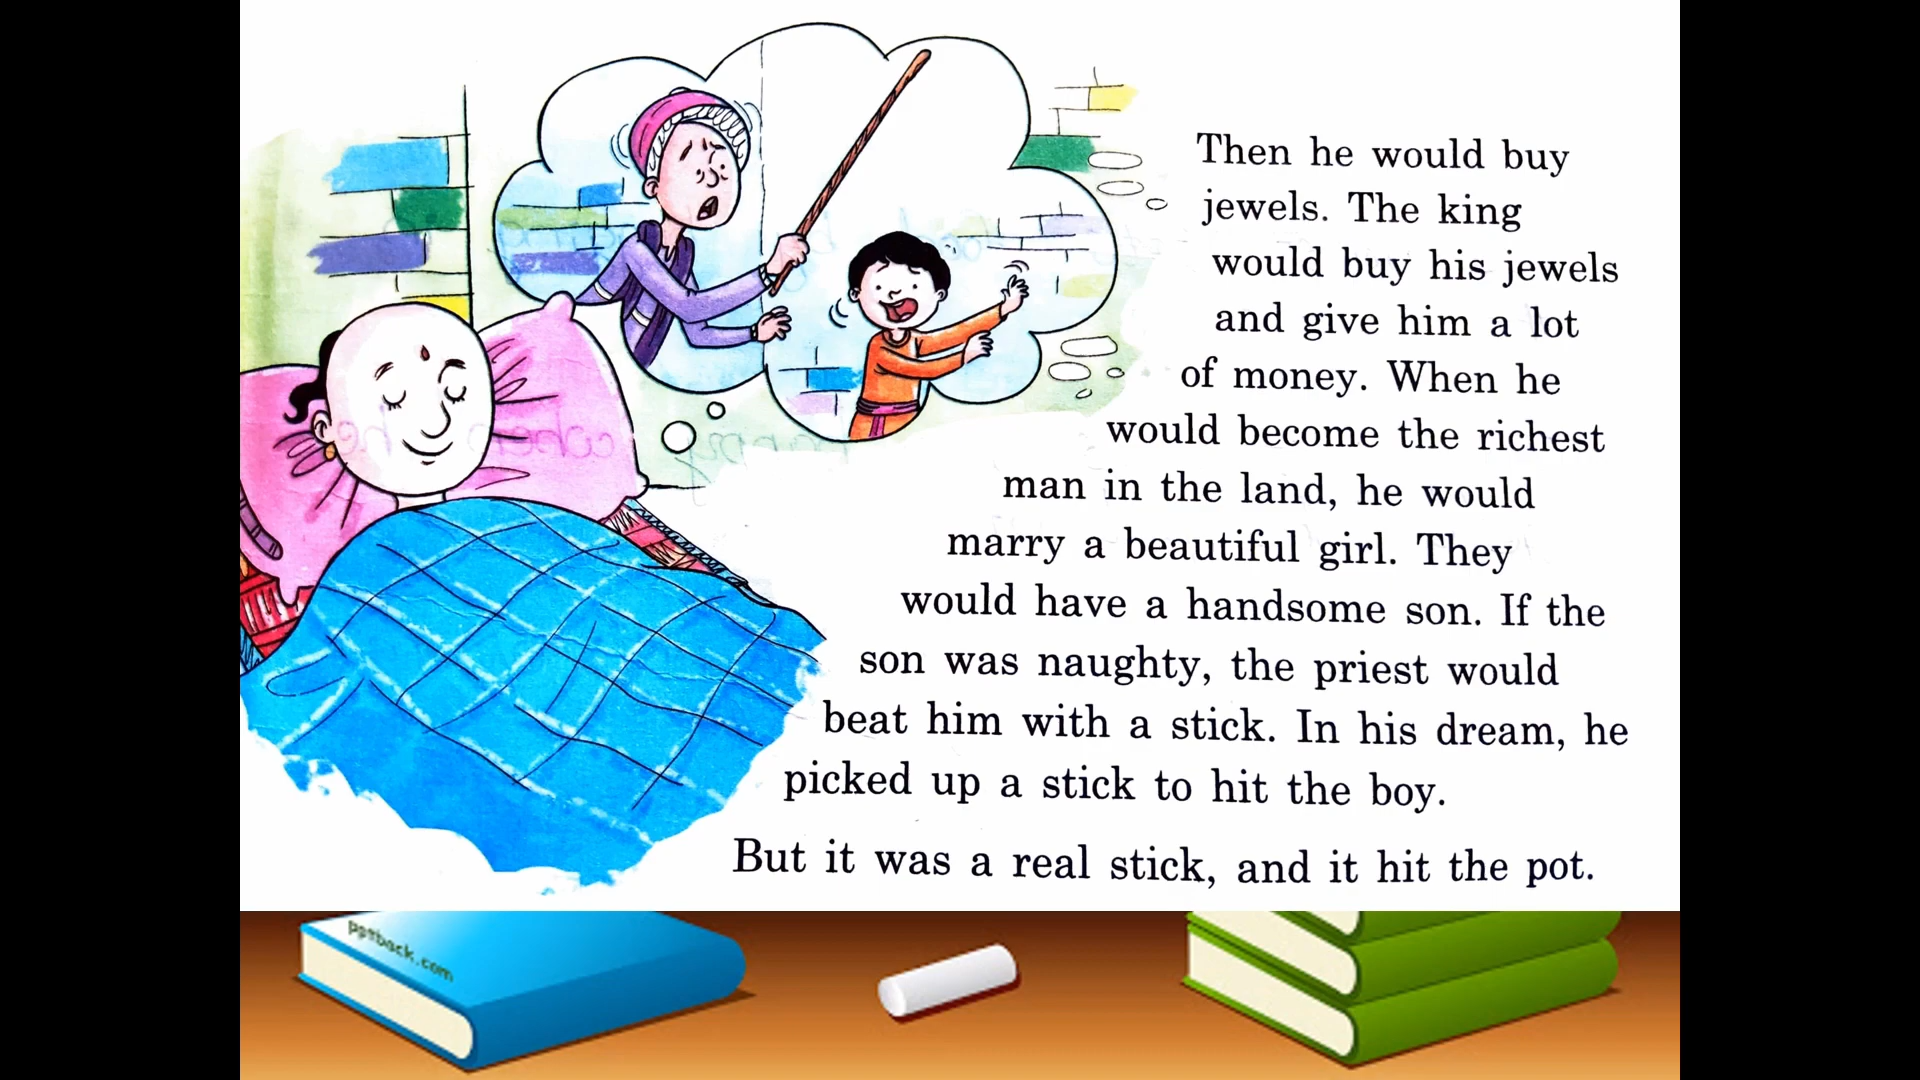 Then he would buy
jewels. The king
would buy his jewels
and give him a lot
of money. When he
would become the richest
man in the land, he would
marry a beautiful girl. They
would have a handsome son. If the
son was naughty, the priest would
beat him with a stick. In his dream, he
picked up a stick to hit the boy.
But it was a real stick, and it hit the pot.
pptback.com